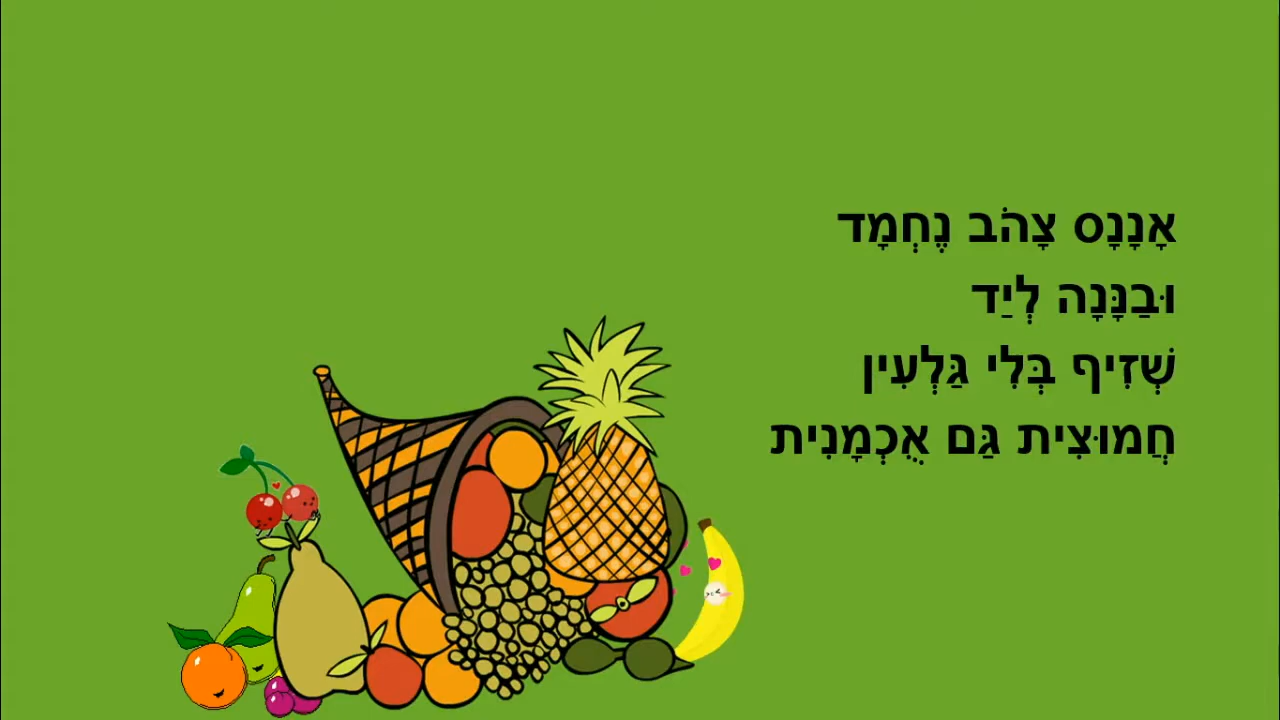 אָנָנָס צָהֹב נֶחְמָד
וּבַנָּנָה לְיַד
שְׁזִיף בְּלִי גַּלְעִין
חֲמוּצִית גַּם אֻכְמָנִית